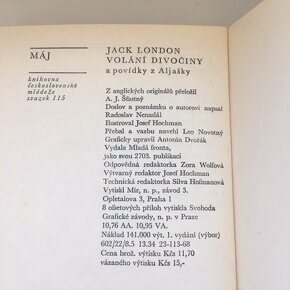 MÁJ
knihovna
československé
mládeže
svazek 115
JACK LONDON
VOLÁNÍ DIVOČINY
a povídky z Aljašky
Z anglických originálů přeložil
A. J. Šťastný
Doslov a poznámku o autorovi napsal
Radoslav Nenadál
Ilustroval Josef Hochman
Přebal a vazbu navrhl Leo Novotný
Graficky upravil Antonín Dvořák
Vydala Mladá fronta,
jako svou 2703. publikaci
Odpovědná redaktorka Zora Wolfová
Výtvarný redaktor Josef Hochman
Technická redaktorka Silva Hofmanová
Vytiskl Mír, n. p., závod 3.
Opletalova 3, Praha 1
8 ofsetových příloh vytiskla Svoboda
Grafické závody, n. p. v Praze
10,76 AA. 10,95 VA.
Náklad 141.000 výt. 1. vydání (výbor)
602/22/8.5 13.34 23-113-68
Cena brož. výtisku Kčs 11,70
vázaného výtisku Kčs 15,-